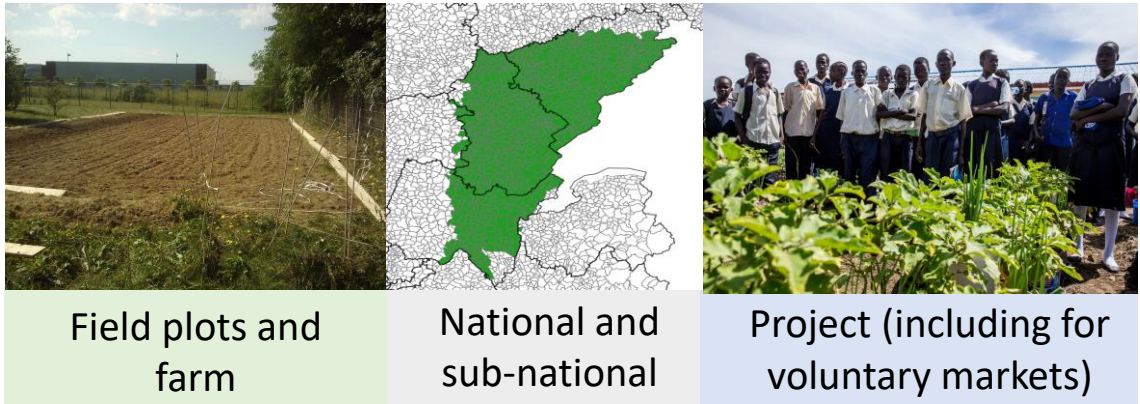 Field plots and
farm
National and
sub-national
Project (including for
voluntary markets)